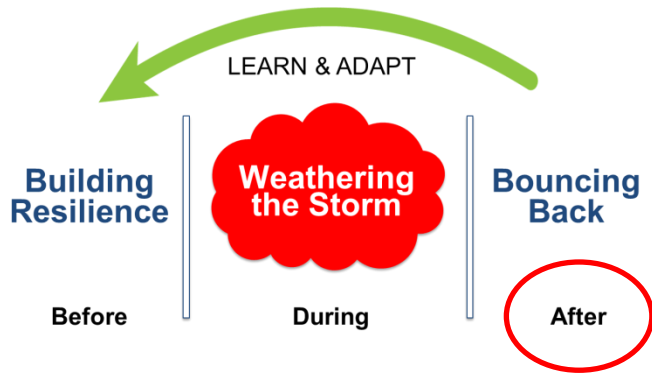 LEARN & ADAPT
Building
Resilience
Weathering
the Storm
Bouncing
Back
Before
During
After